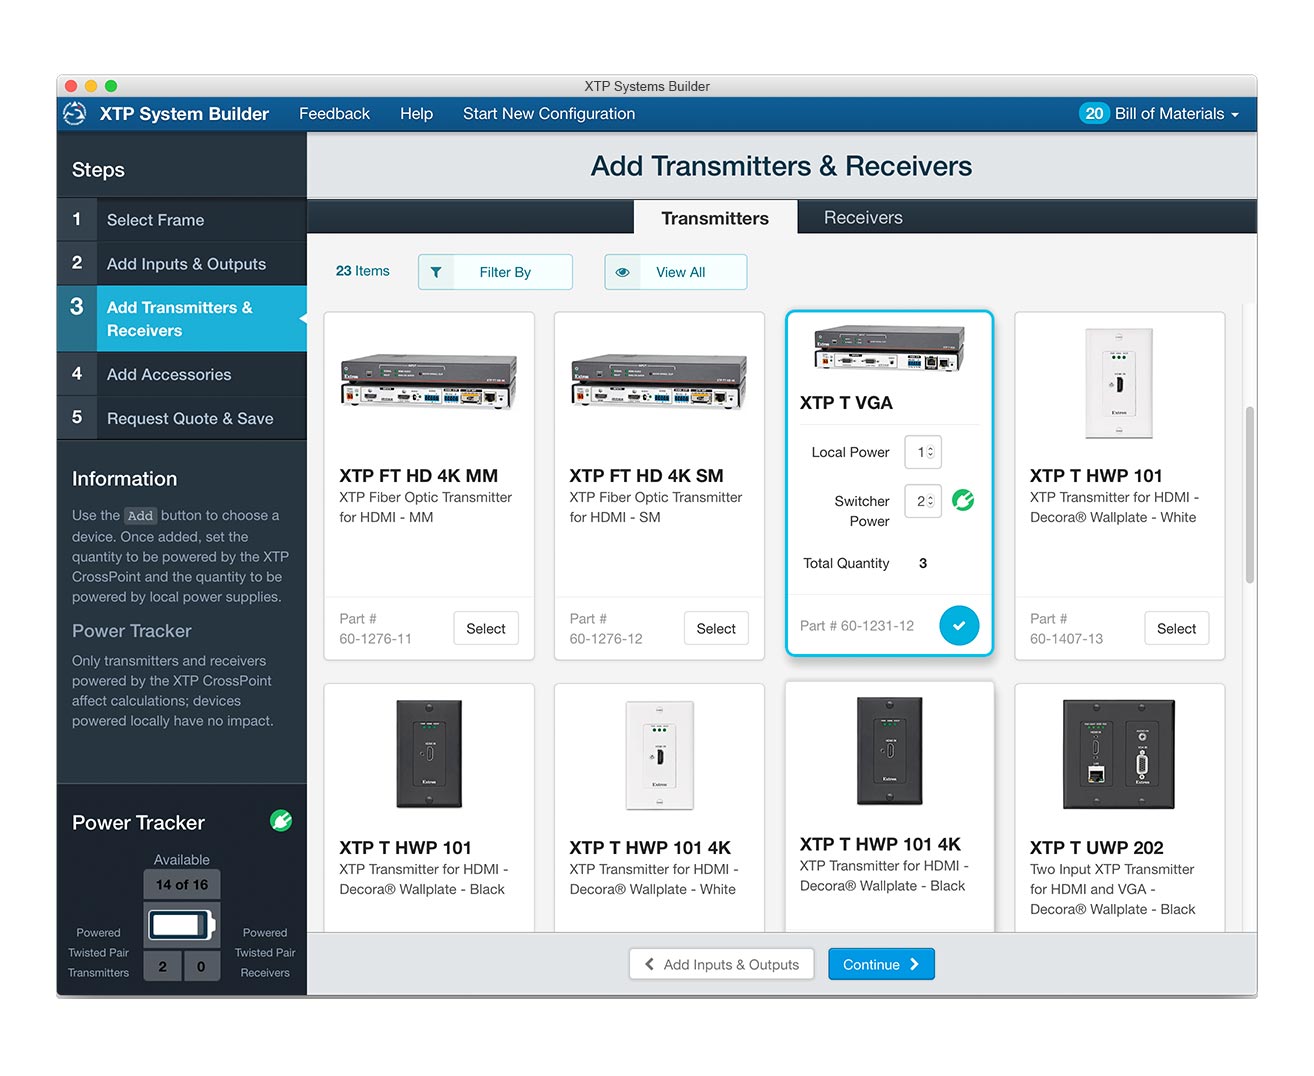 XTP Systems Builder
XTP System Builder
Feedback
Help
Start New Configuration
20 Bill of Materials
Steps
1 Select Frame
2 Add Inputs & Outputs
3 Add Transmitters &
Receivers
4 Add Accessories
5 Request Quote & Save
Information
Use the Add button to choose a
device. Once added, set the
quantity to be powered by the XTP
CrossPoint and the quantity to be
powered by local power supplies.
Power Tracker
Only transmitters and receivers
powered by the XTP CrossPoint
affect calculations; devices
powered locally have no impact.
Power Tracker
Available
14 of 16
Powered
Twisted Pair
Transmitters
2
0
Powered
Twisted Pair
Receivers
Add Transmitters & Receivers
Transmitters
Receivers
23 Items
Filter By
View All
XTP FT HD 4K MM
XTP Fiber Optic Transmitter
for HDMI - MM
Part #
60-1276-11
Select
XTP FT HD 4K SM
XTP Fiber Optic Transmitter
for HDMI - SM
Part #
60-1276-12
Select
XTP T VGA
Local Power 1
Switcher
Power
2
Total Quantity 3
Part # 60-1231-12
Extron
XTP T HWP 101
XTP Transmitter for HDMI -
Decora® Wallplate - White
Part #
60-1407-13
Select
Extron
XTP T HWP 101
XTP Transmitter for HDMI -
Decora® Wallplate - Black
Extron
XTP T HWP 101 4K
XTP Transmitter for HDMI -
Decora® Wallplate - White
Extron
XTP T HWP 101 4K
XTP Transmitter for HDMI -
Decora® Wallplate - Black
Extron
XTP T UWP 202
Two Input XTP Transmitter
for HDMI and VGA -
Decora® Wallplate - Black
Add Inputs & Outputs
Continue